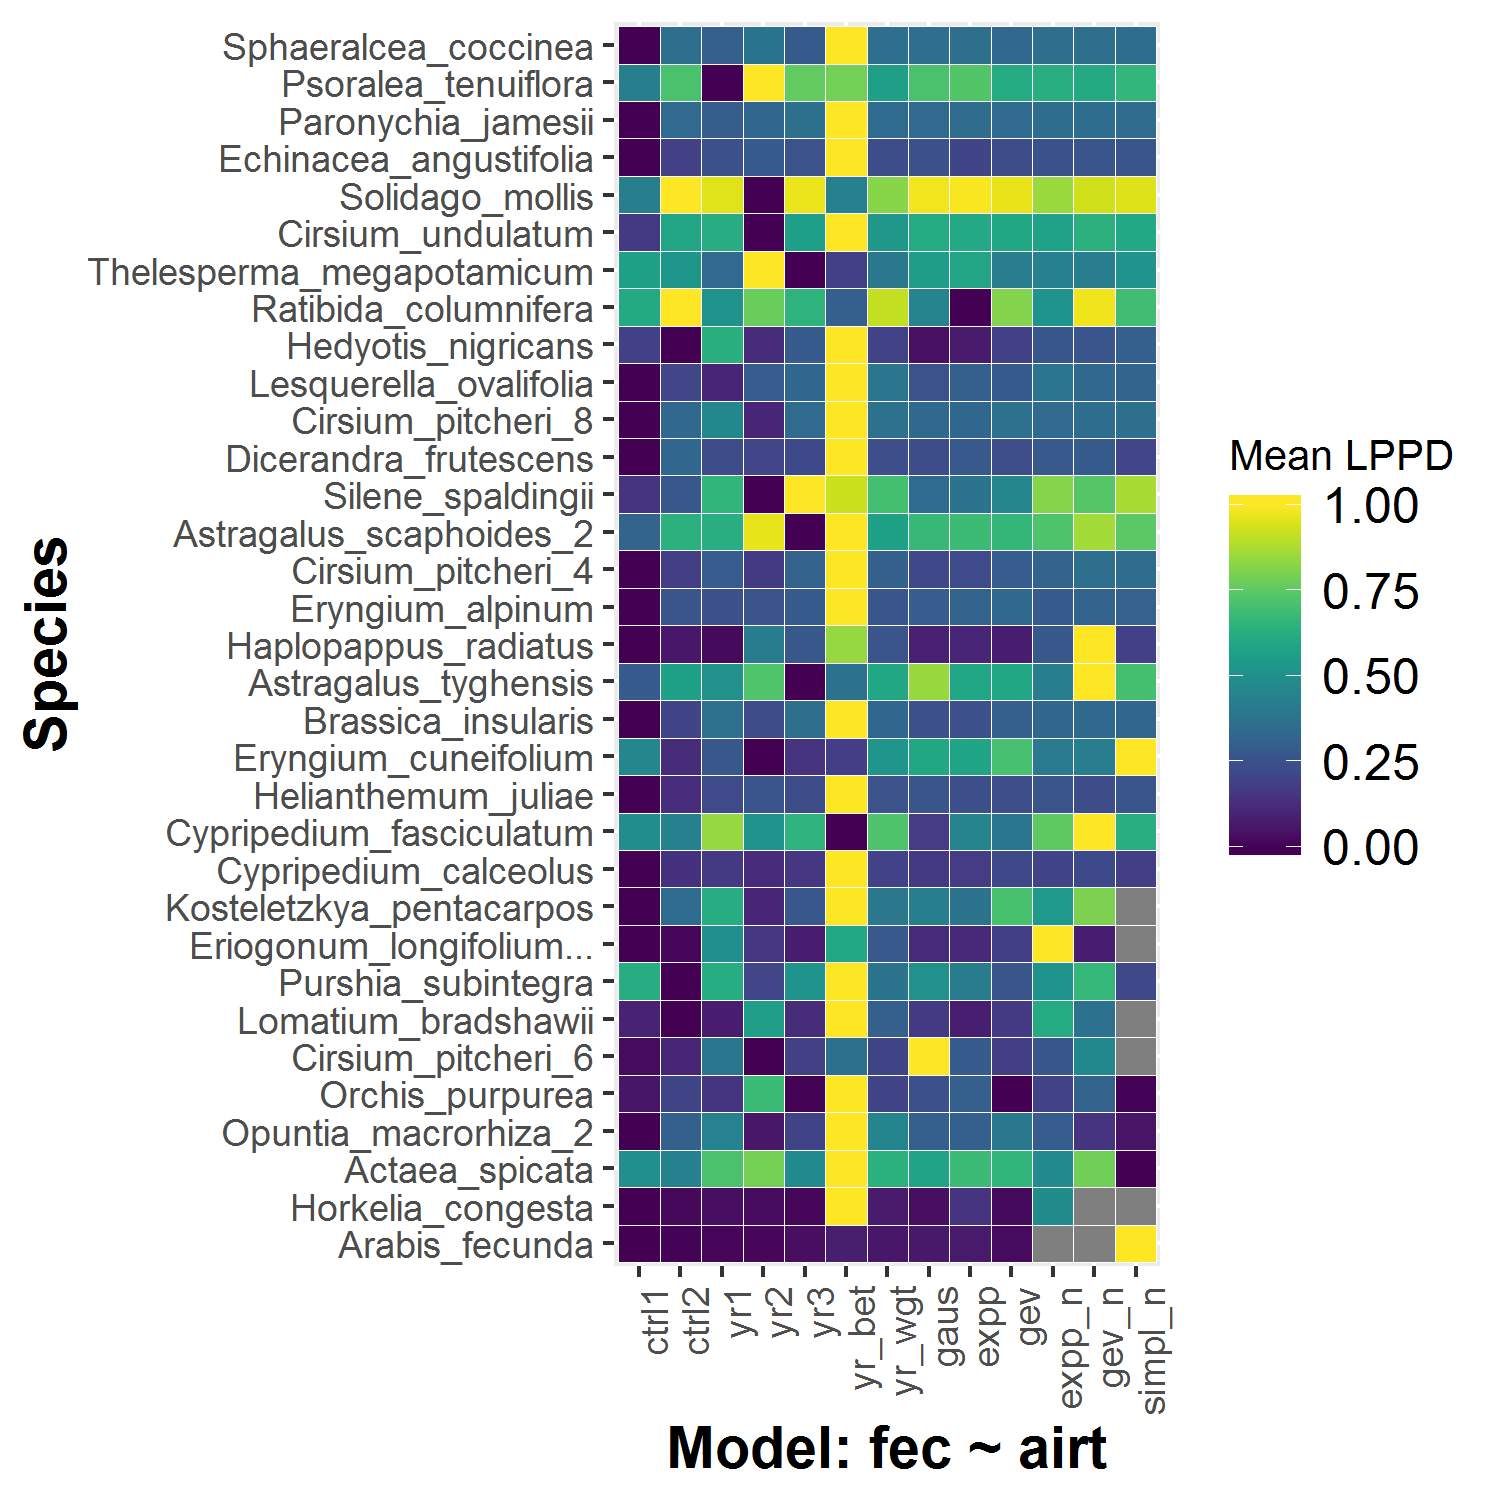 Species
Sphaeralcea_coccinea
Psoralea_tenuiflora
Paronychia_jamesii
Echinacea_angustifolia
Solidago_mollis
Cirsium_undulatum
Thelesperma_megapotamicum
Ratibida_columnifera
Hedyotis_nigricans
Lesquerella_ovalifolia
Cirsium_pitcheri_8
Dicerandra_frutescens
Silene_spaldingii
Astragalus_scaphoides_2
Cirsium_pitcheri_4
Eryngium_alpinum
Haplopappus_radiatus
Astragalus_tyghensis
Brassica_insularis
Eryngium_cuneifolium
Helianthemum_juliae
Cypripedium_fasciculatum
Cypripedium_calceolus
Kosteletzkya_pentacarpos
Eriogonum_longifolium...
Purshia_subintegra
Lomatium_bradshawii
Cirsium_pitcheri_6
Orchis_purpurea
Opuntia_macrorhiza_2
Actaea_spicata
Horkelia_congesta
Arabis_fecunda
ctrl1
ctrl2
yr1
yr2
yr3
yr_bet
yr_wgt
gaus
expp
gev
expp_n
gev_n
simpl_n
Model: fec ~ airt
Mean LPPD
1.00
0.75
0.50
0.25
0.00